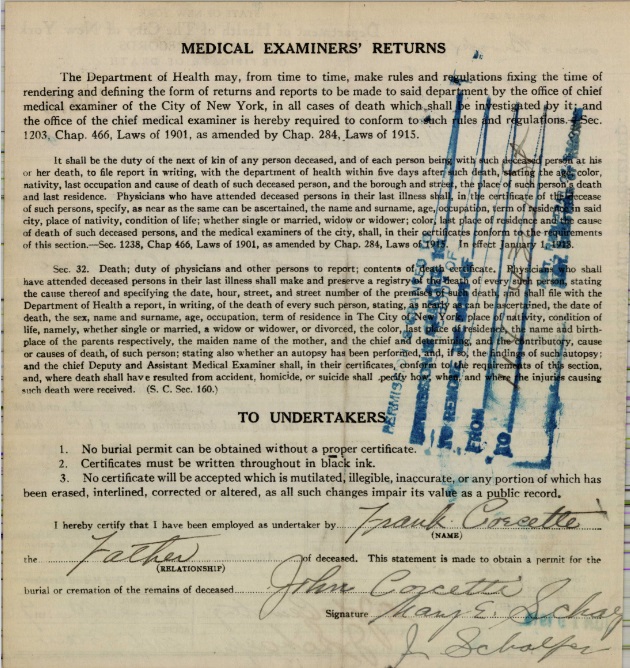 MEDICAL EXAMINERS' RETURNS
The Department of Health may, from time to time, make rules and regulations fixing the time of
rendering and defining the form of returns and reports to be made to said department by the office of chief
medical examiner of the City of New York, in all cases of death which shall be investigated by it; and
the office of the chief medical examiner is hereby required to conform to such rules and regulations.—Sec.
1203, Chap. 466, Laws of 1901, as amended by Chap. 284, Laws of 1915.
It shall be the duty of the next of kin of any person deceased, and of each person being with such deceased person at his
or her death, to file report in writing, with the department of health within five days after such death, stating the age, color,
nativity, last occupation and cause of death of such deceased person, and the borough and street, the place of such person's death
and last residence. Physicians who have attended deceased persons in their last illness shall, in the certificate of the decease
of such persons, specify, as near as the same can be ascertained, the name and surname, age, occupation, term of residence in said
city, place of nativity, condition of life; whether single or married, widow or widower; color, last place of residence and the cause
of death of such deceased persons, and the medical examiners of the city, shall, in their certificates conform to the requirements
of this section.—Sec. 1238, Chap 466, Laws of 1901, as amended by Chap. 284, Laws of 1915. In effect January 1, 1918.
Sec. 32. Death; duty of physicians and other persons to report; contents of death certificate. Physicians who shall
have attended deceased persons in their last illness shall make and preserve a registry of the death of every such person, stating
the cause thereof and specifying the date, hour, street, and street number of the premises of such death, and shall file with the
Department of Health a report, in writing, of the death of every such person, stating, as nearly as ascertained, the date of
death, the sex, name and surname, age, occupation, term of residence in The City of New York, place of nativity, condition of
life, namely, whether single or married, a widow or widower, or divorced, the color, last place of residence, the name and birth-
place of the parents respectively, the maiden name of the mother, and the chief and determining, and the contributory, cause
or causes of death, of such person; stating also whether an autopsy has been performed, and, if so, the findings of such autopsy;
and the chief Deputy and Assistant Medical Examiner shall, in their certificates, conform to the requirements of this section,
and, where death shall have resulted from accident, homicide, or suicide shall specify how, when, and where the injuries causing
such death were received. (S. C. Sec. 160.)
FROM
TO
TO UNDERTAKERS
1. No burial permit can be obtained without a proper certificate.
2. Certificates must be written throughout in black ink.
3. No certificate will be accepted which is mutilated, illegible, inaccurate, or any portion of which has
been erased, interlined, corrected or altered, as all such changes impair its value as a public record.
I hereby certify that I have been employed as undertaker by Frank Corcette
(NAME)
the Father of deceased. This statement is made to obtain a permit for the
(RELATIONSHIP)
burial or cremation of the remains of deceased John Corcette
Signature Mary E.
J.